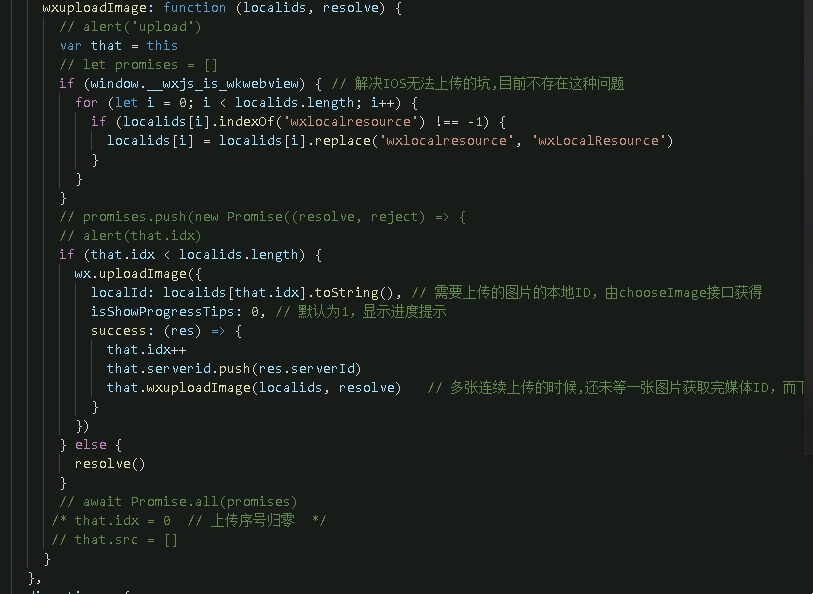 wxuploadImage: function (localids, resolve) {
// alert('upload')
var that = this
// let promises = []
if (window.__wxjs_is_wkwebview) { // 解决IOS无法上传的坑,目前不存在这种问题
for (let i = 0; i < localids.length; i++) {
if (localids[i].indexOf('wxlocalresource') !== -1) {
localids[i] = localids[i].replace('wxlocalresource', 'wxLocalResource')
}
}
}
// promises.push(new Promise((resolve, reject) => {
// alert(that.idx)
if (that.idx < localids.length) {
wx.uploadImage({
localId: localids[that.idx].toString(), // 需要上传的图片的本地ID，由chooseImage接口获得
isShowProgressTips: 0, // 默认为1，显示进度提示
success: (res) => {
that.idx++
that.serverid.push(res.serverId)
that.wxuploadImage(localids, resolve) // 多张连续上传的时候,还未等一张图片获取完媒体ID，而下
}
})
} else {
resolve()
}
// await Promise.all(promises)
/* that.idx = 0 // 上传序号归零 */
// that.src = []
}
},